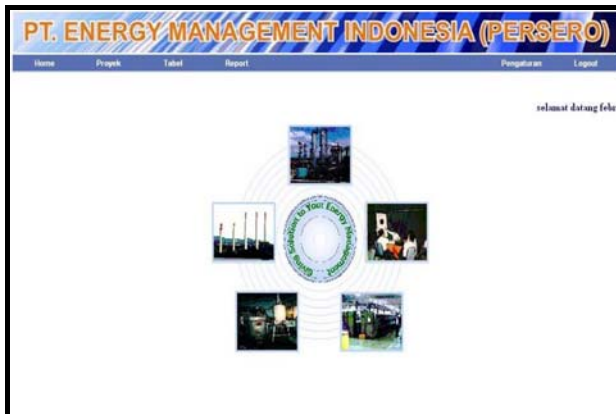 PT. ENERGY MANAGEMENT INDONESIA (PERSERO)
Home Proyek Tabel Report Pengaturan Logout
selamat datang febr
Giving Solution to Your Energy Management